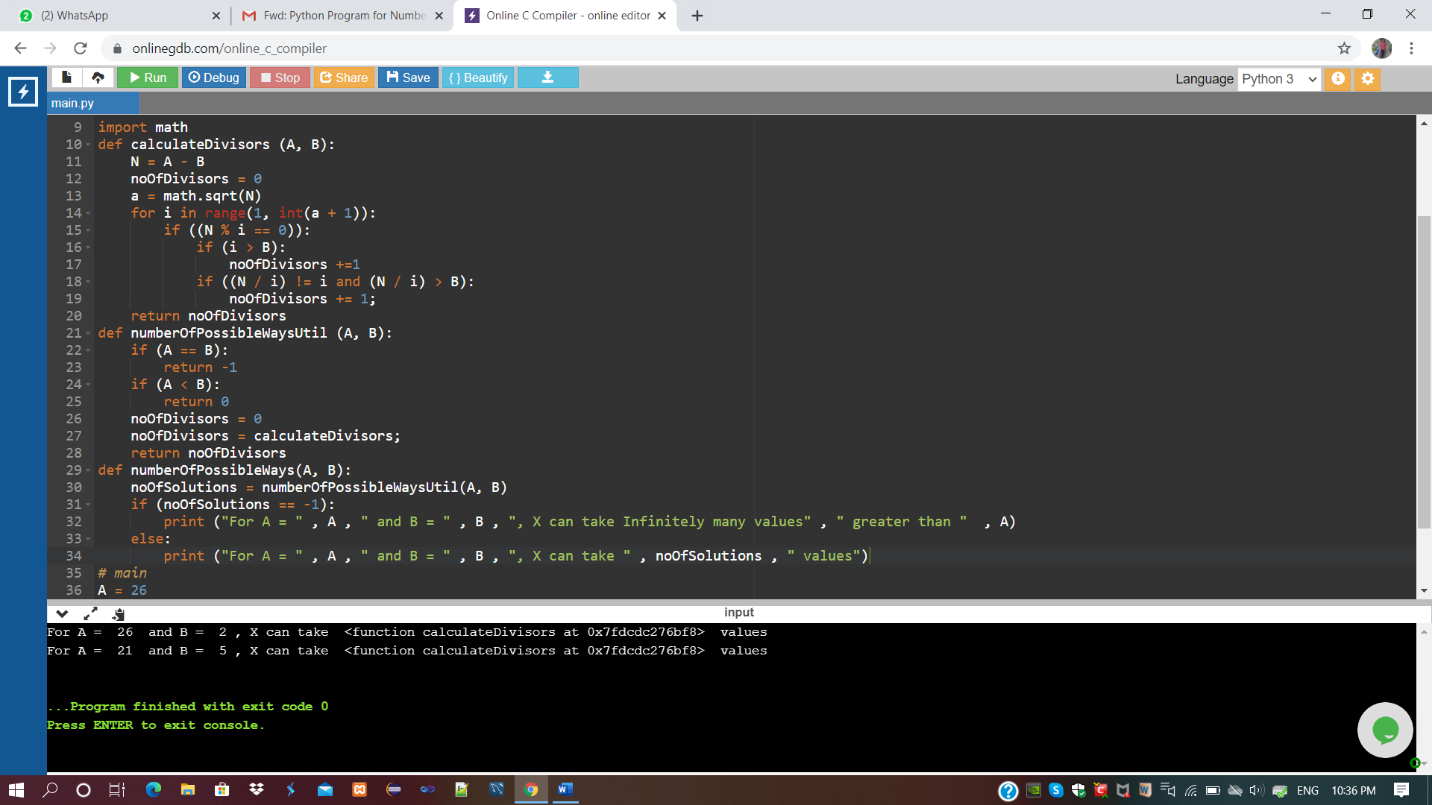 (2) WhatsApp
Fwd: Python Program for Numbe
Online C Compiler - online editor
onlinegdb.com/online_c_compiler
Run Debug Stop Share Save { } Beautify
Language Python 3
main.py
9 import math
10 def calculateDivisors (A, B):
11 N = A - B
12 noOfDivisors = 0
13 a = math.sqrt(N)
14 for i in range(1, int(a + 1)):
15 if ((N % i == 0)):
16 if (i > B):
17 noOfDivisors +=1
18 if ((N / i) != i and (N / i) > B):
19 noOfDivisors += 1;
20 return noOfDivisors
21 def numberOfPossibleWaysUtil (A, B):
22 if (A == B):
23 return -1
24 if (A < B):
25 return 0
26 noOfDivisors = 0
27 noOfDivisors = calculateDivisors;
28 return noOfDivisors
29 def numberOfPossibleWays(A, B):
30 noOfSolutions = numberOfPossibleWaysUtil(A, B)
31 if (noOfSolutions == -1):
32 print ("For A = " , A , " and B = " , B , ", X can take Infinitely many values" , " greater than " , A)
33 else:
34 print ("For A = " , A , " and B = " , B , ", X can take " , noOfSolutions , " values")
35 # main
36 A = 26
input
For A = 26 and B = 2 , X can take <function calculateDivisors at 0x7fdcdc276bf8> values
For A = 21 and B = 5 , X can take <function calculateDivisors at 0x7fdcdc276bf8> values
...Program finished with exit code 0
Press ENTER to exit console.
ENG 10:36 PM